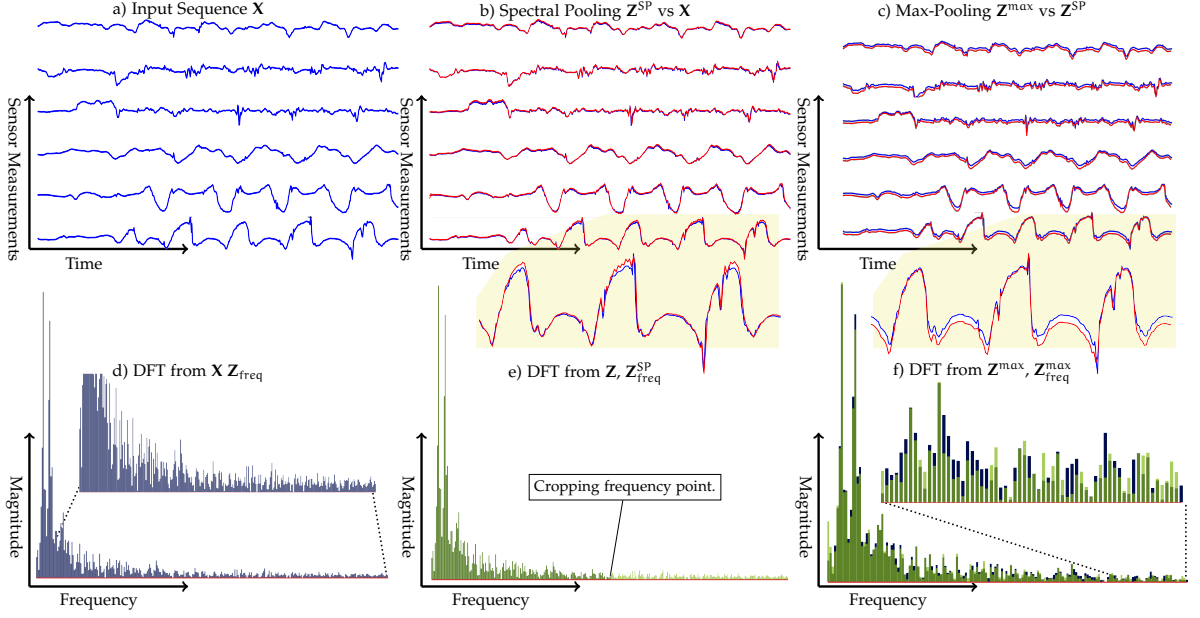 a) Input Sequence X
b) Spectral Pooling Z^SP vs X
c) Max-Pooling Z^max vs Z^SP
Sensor Measurements
Time
Sensor Measurements
Time
Sensor Measurements
Time
d) DFT from X Z_freq
e) DFT from Z, Z^SP_freq
f) DFT from Z^max, Z^max_freq
Magnitude
Frequency
Magnitude
Cropping frequency point.
Frequency
Magnitude
Frequency